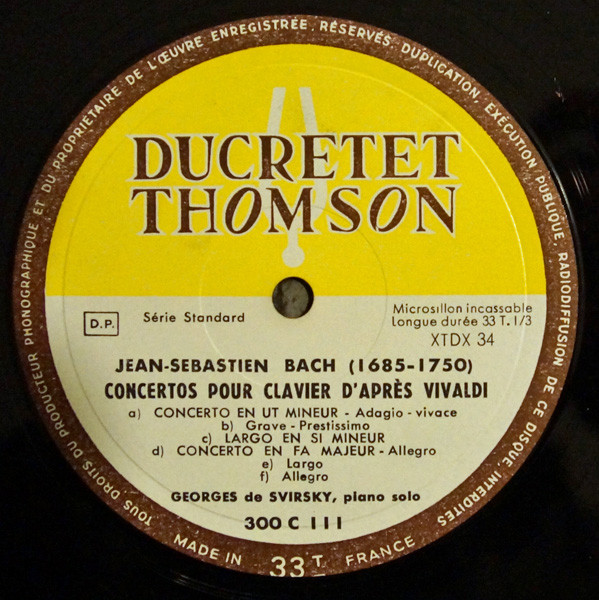 TOUS DROITS DU PRODUCTEUR PHONOGRAPHIQUE ET DU PROPRIÉTAIRE DE L'ŒUVRE ENREGISTRÉE, RÉSERVÉS. DUPLICATION, EXÉCUTION PUBLIQUE, RADIODIFFUSION DE CE DISQUE, INTERDITES
DUCRETET
THOMSON
D.P.
Série Standard
Microsillon incassable
Longue durée 33 T. 1/3
XTDX 34
JEAN-SEBASTIEN BACH (1685-1750)
CONCERTOS POUR CLAVIER D'APRÈS VIVALDI
a) CONCERTO EN UT MINEUR - Adagio - vivace
b) Grave - Prestissimo
c) LARGO EN SI MINEUR
d) CONCERTO EN FA MAJEUR - Allegro
e) Largo
f) Allegro
GEORGES de SVIRSKY, piano solo
300 C 111
MADE IN 33 T. FRANCE